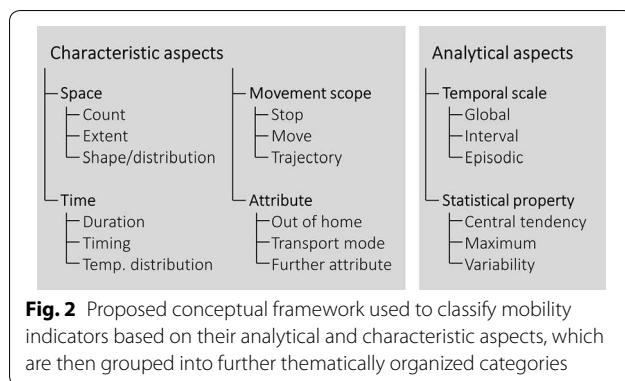 Characteristic aspects
Space
Count
Extent
Shape/distribution
Time
Duration
Timing
Temp. distribution
Movement scope
Stop
Move
Trajectory
Attribute
Out of home
Transport mode
Further attribute
Analytical aspects
Temporal scale
Global
Interval
Episodic
Statistical property
Central tendency
Maximum
Variability
Fig. 2 Proposed conceptual framework used to classify mobility
indicators based on their analytical and characteristic aspects, which
are then grouped into further thematically organized categories